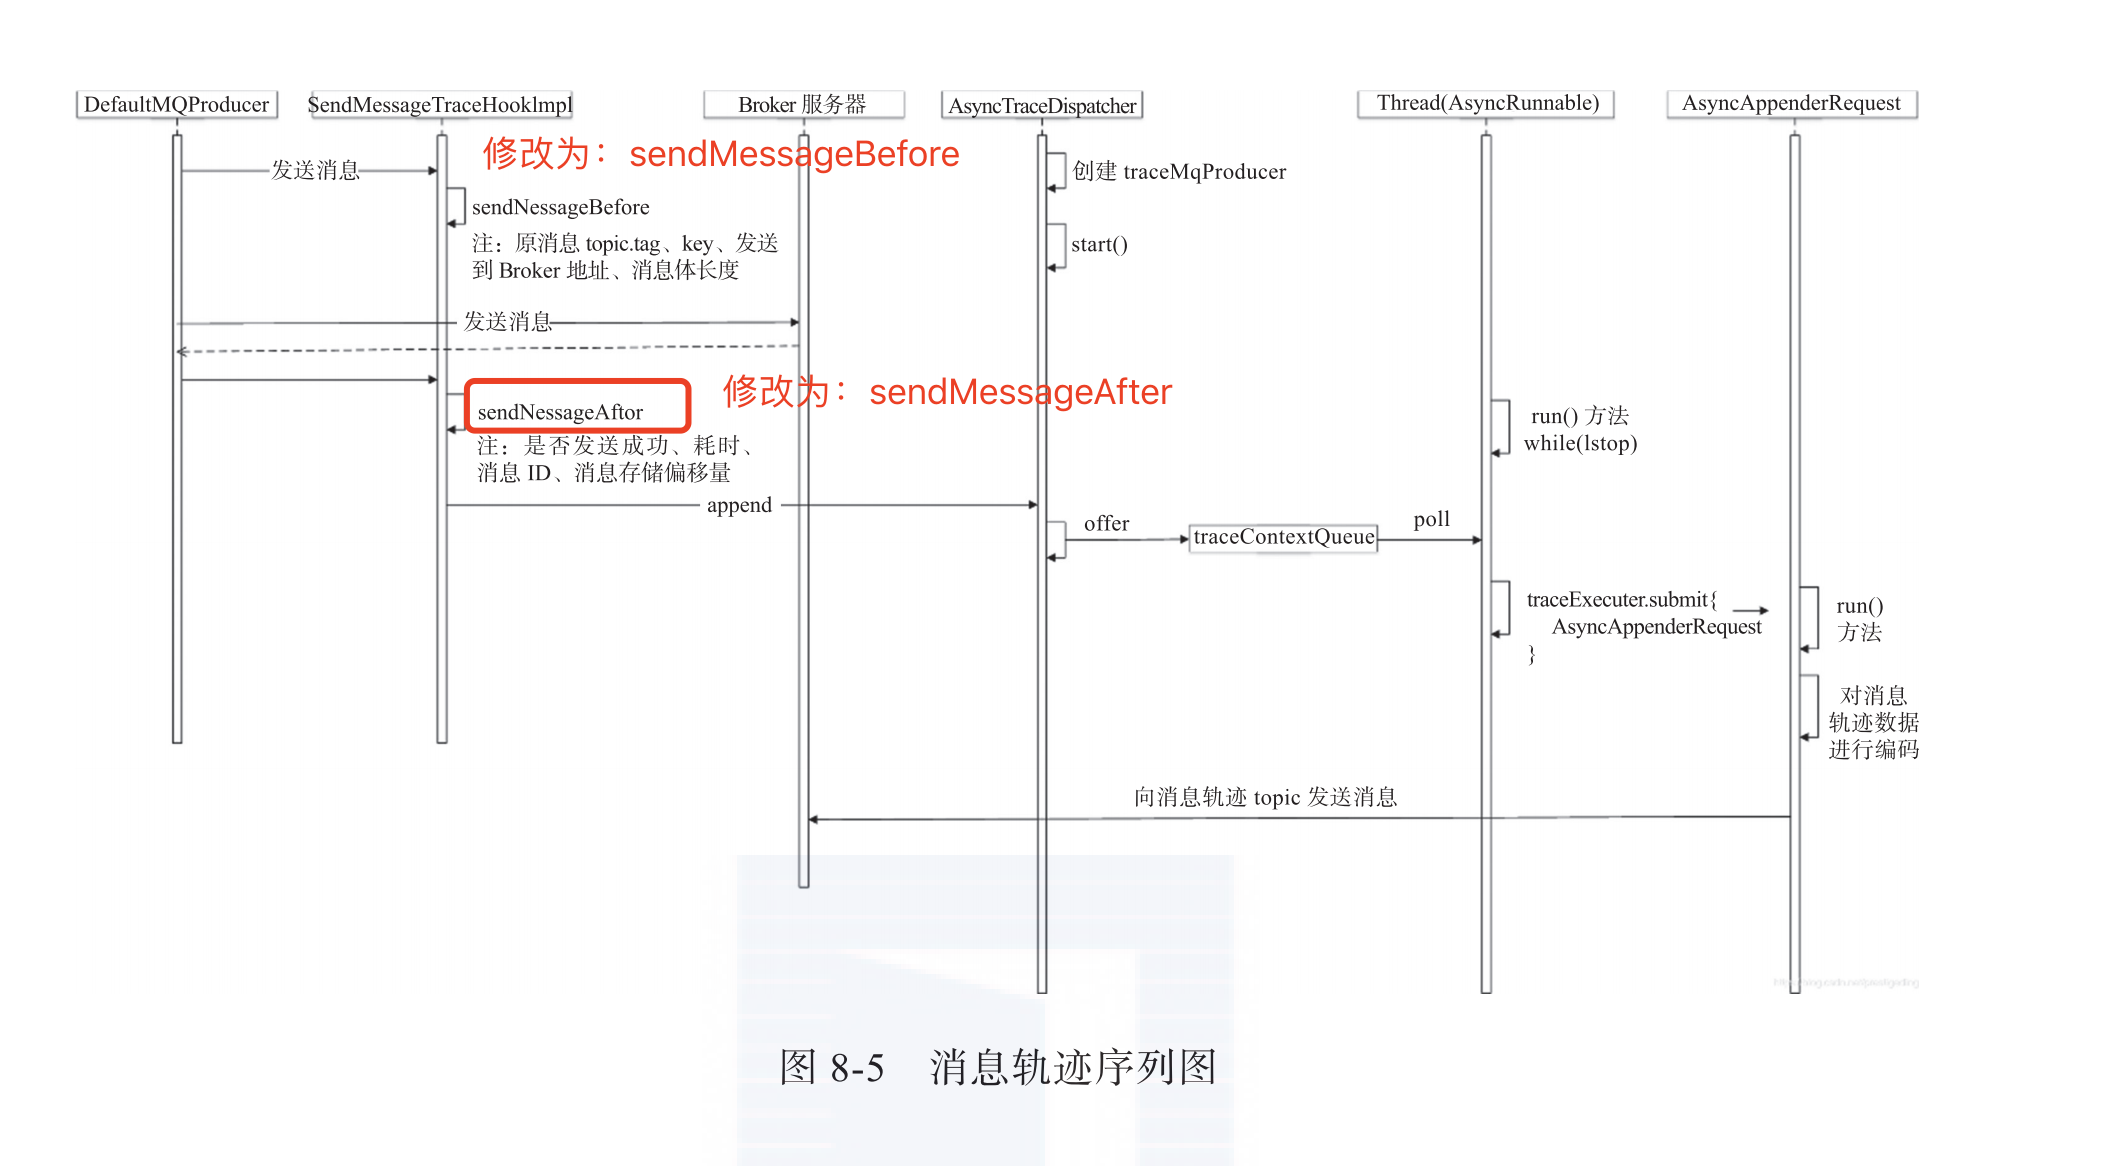 DefaultMQProducer
SendMessageTraceHooklmpl
Broker 服务器
AsyncTraceDispatcher
Thread(AsyncRunnable)
AsyncAppenderRequest
修改为：sendMessageBefore
发送消息
创建 traceMqProducer
sendNessageBefore
注：原消息 topic.tag、key、发送
到 Broker 地址、消息体长度
start()
发送消息
修改为：sendMessageAfter
sendNessageAftor
注：是否发送成功、耗时、
消息 ID、消息存储偏移量
run() 方法
while(lstop)
append
offer
traceContextQueue
poll
traceExecuter.submit{
AsyncAppenderRequest
}
run()
方法
对消息
轨迹数据
进行编码
向消息轨迹 topic 发送消息
图 8-5 消息轨迹序列图